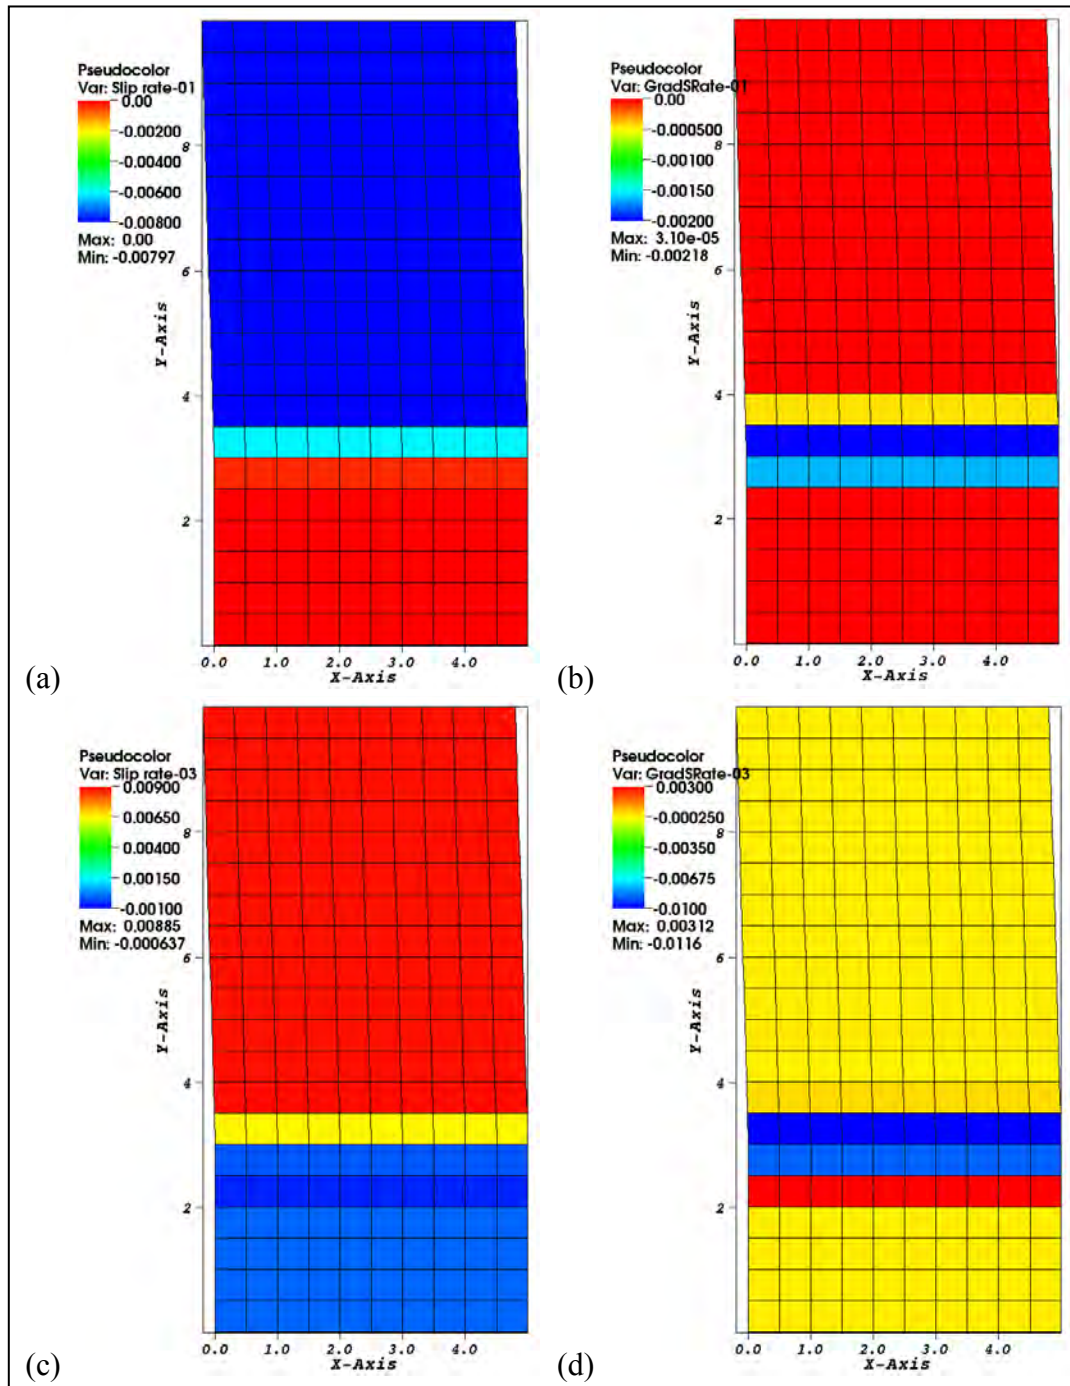 Pseudocolor
Var: Slip rate-01
0.00
-0.00200
-0.00400
-0.00600
-0.00800
Max: 0.00
Min: -0.00797
8
6
4
2
Y-Axis
0.0 1.0 2.0 3.0 4.0
X-Axis
(a)
Pseudocolor
Var: GradSRate-01
0.00
-0.000500
-0.00100
-0.00150
-0.00200
Max: 3.10e-05
Min: -0.00218
8
6
4
2
Y-Axis
0.0 1.0 2.0 3.0 4.0
X-Axis
(b)
Pseudocolor
Var: Slip rate-03
0.00900
0.00650
0.00400
0.00150
-0.00100
Max: 0.00885
Min: -0.000637
8
6
4
2
Y-Axis
0.0 1.0 2.0 3.0 4.0
X-Axis
(c)
Pseudocolor
Var: GradSRate-03
0.00300
-0.000250
-0.00350
-0.00675
-0.0100
Max: 0.00312
Min: -0.0116
8
6
4
2
Y-Axis
0.0 1.0 2.0 3.0 4.0
X-Axis
(d)